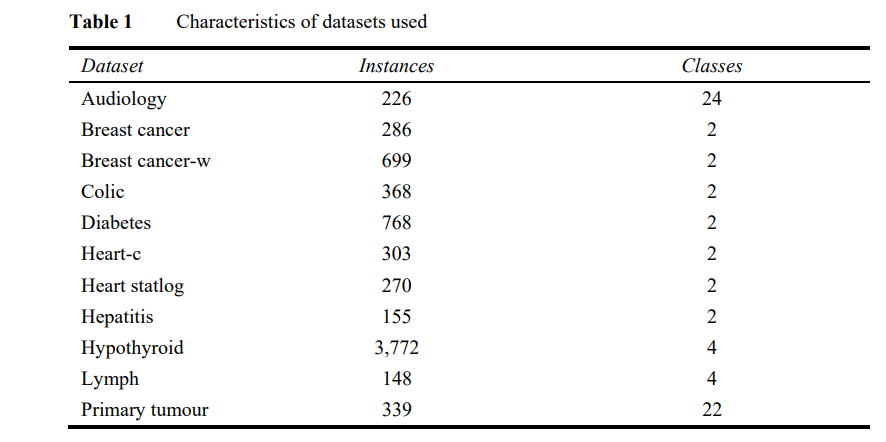 Table 1 Characteristics of datasets used
Dataset Instances Classes
Audiology 226 24
Breast cancer 286 2
Breast cancer-w 699 2
Colic 368 2
Diabetes 768 2
Heart-c 303 2
Heart statlog 270 2
Hepatitis 155 2
Hypothyroid 3,772 4
Lymph 148 4
Primary tumour 339 22